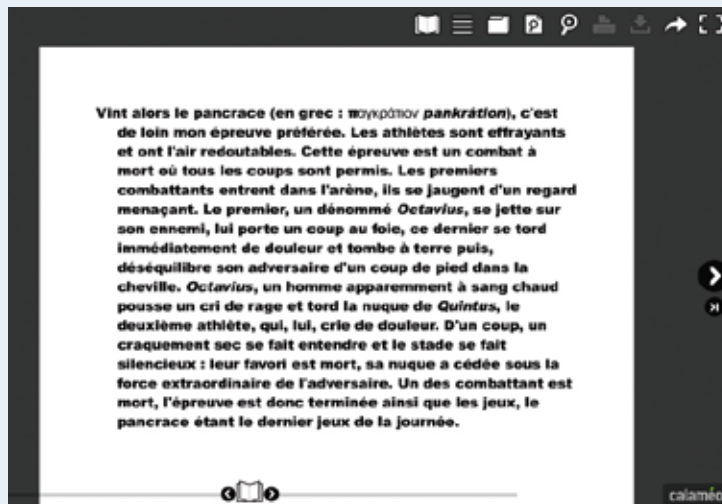 Vint alors le pancrace (en grec : παγκράτιον pankrátion), c'est
de loin mon épreuve préférée. Les athlètes sont effrayants
et ont l'air redoutables. Cette épreuve est un combat à
mort où tous les coups sont permis. Les premiers
combattants entrent dans l'arène, ils se jaugent d'un regard
menaçant. Le premier, un dénommé Octavius, se jette sur
son ennemi, lui porte un coup au foie, ce dernier se tord
immédiatement de douleur et tombe à terre puis,
déséquilibre son adversaire d'un coup de pied dans la
cheville. Octavius, un homme apparemment à sang chaud
pousse un cri de rage et tord la nuque de Quintus, le
deuxième athlète, qui, lui, crie de douleur. D'un coup, un
craquement sec se fait entendre et le stade se fait
silencieux : leur favori est mort, sa nuque a cédée sous la
force extraordinaire de l'adversaire. Un des combattant est
mort, l'épreuve est donc terminée ainsi que les jeux, le
pancrace étant le dernier jeux de la journée.
calaméo